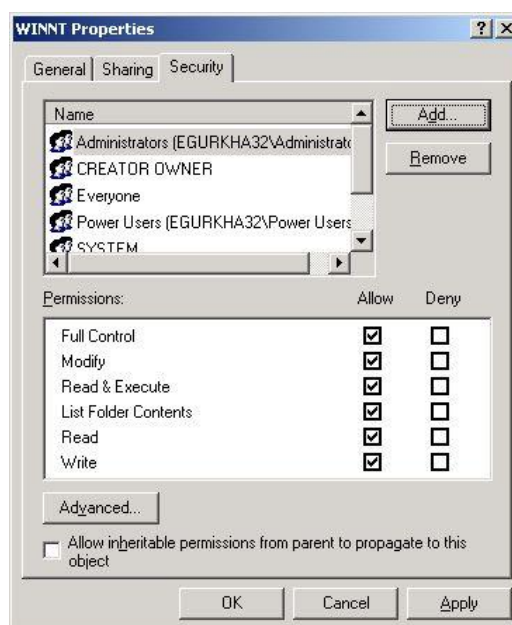 WINNT Properties
General Sharing Security
Name
Add...
Administrators (EGURKHA32\Administrato
CREATOR OWNER
Remove
Everyone
Power Users (EGURKHA32\Power Users
SYSTEM
Permissions: Allow Deny
Full Control
Modify
Read & Execute
List Folder Contents
Read
Write
Advanced...
Allow inheritable permissions from parent to propagate to this
object
OK Cancel Apply